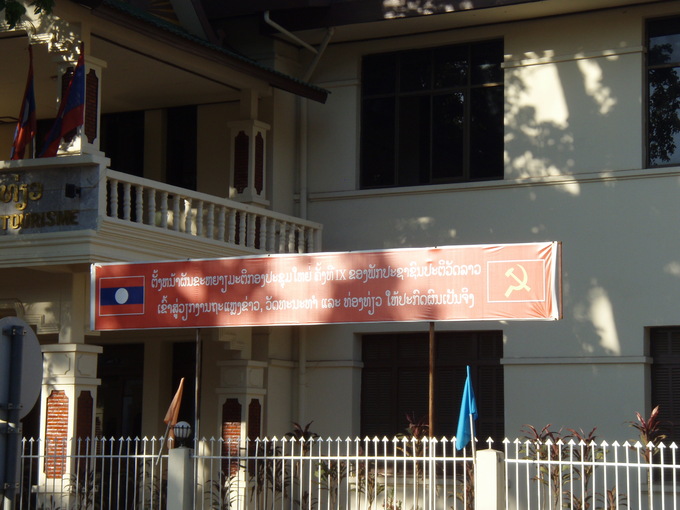 ທ່ຽວ
TOURISME
ຕັ້ງຫນ້າຜັນຂະຫຍາຍມະຕິກອງປະຊຸມໃຫຍ່ ຄັ້ງທີ IX ຂອງພັກປະຊາຊົນປະຕິວັດລາວ
ເຂົ້າສູ່ວຽກງານຖະແຫຼງຂ່າວ, ວັດທະນະທຳ ແລະ ທ່ອງທ່ຽວ ໃຫ້ປະກົດຜົນເປັນຈິງ